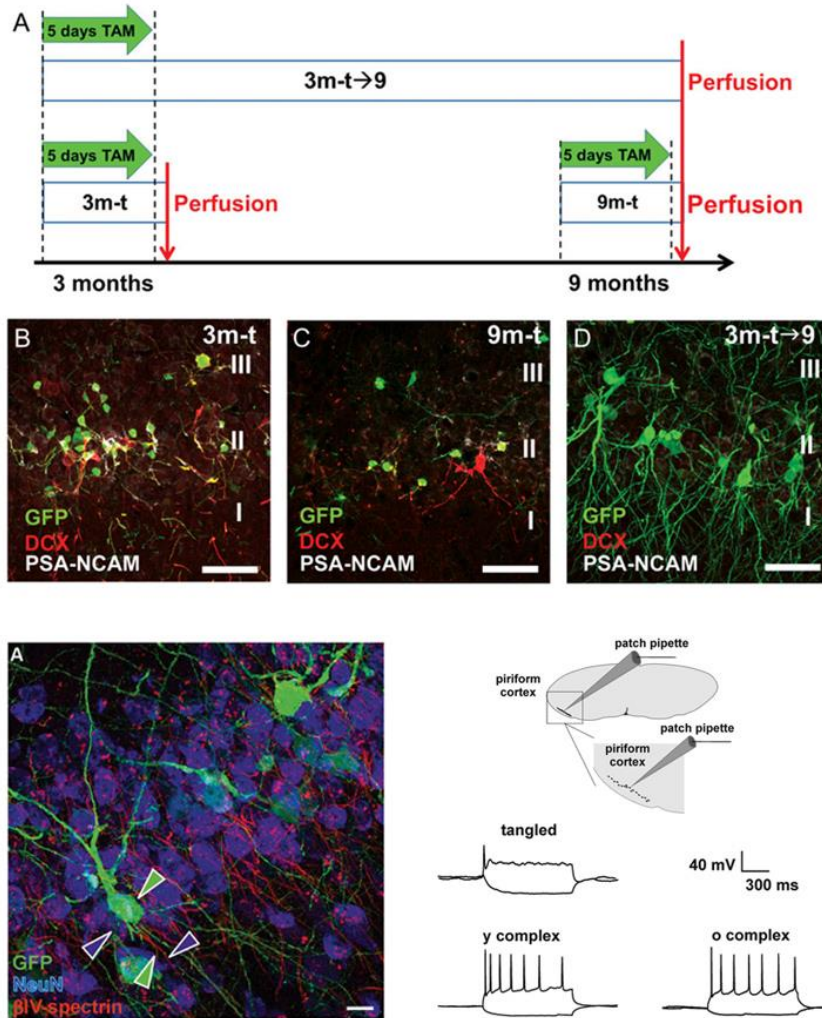 A
5 days TAM
3m-t→9
Perfusion
5 days TAM
5 days TAM
3m-t
Perfusion
9m-t
Perfusion
3 months
9 months
B
3m-t
III
II
I
GFP
DCX
PSA-NCAM
C
9m-t
III
II
I
GFP
DCX
PSA-NCAM
D
3m-t→9
III
II
I
GFP
DCX
PSA-NCAM
A
GFP
NeuN
βIV-spectrin
patch pipette
piriform
cortex
patch pipette
piriform
cortex
tangled
40 mV
300 ms
y complex
o complex